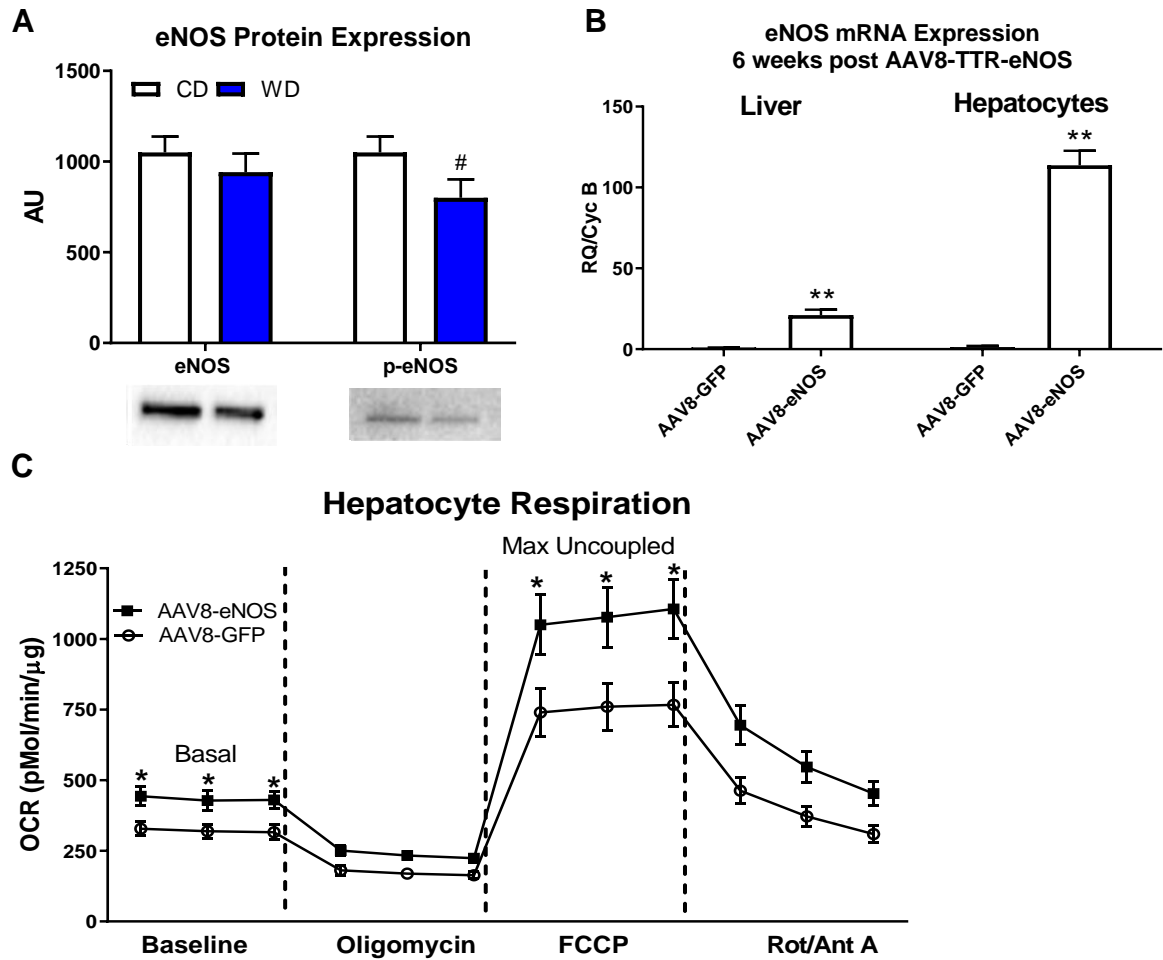 A
eNOS Protein Expression
1500
1000
500
0
AU
CD WD
#
eNOS p-eNOS
B
eNOS mRNA Expression
6 weeks post AAV8-TTR-eNOS
Liver Hepatocytes
150
100
50
0
RQ/Cyc B
**
**
AAV8-GFP
AAV8-eNOS
AAV8-GFP
AAV8-eNOS
C
Hepatocyte Respiration
Max Uncoupled
1250
1000
750
500
250
0
OCR (pMol/min/μg)
AAV8-eNOS
AAV8-GFP
Basal
* * *
* * *
Baseline Oligomycin FCCP Rot/Ant A